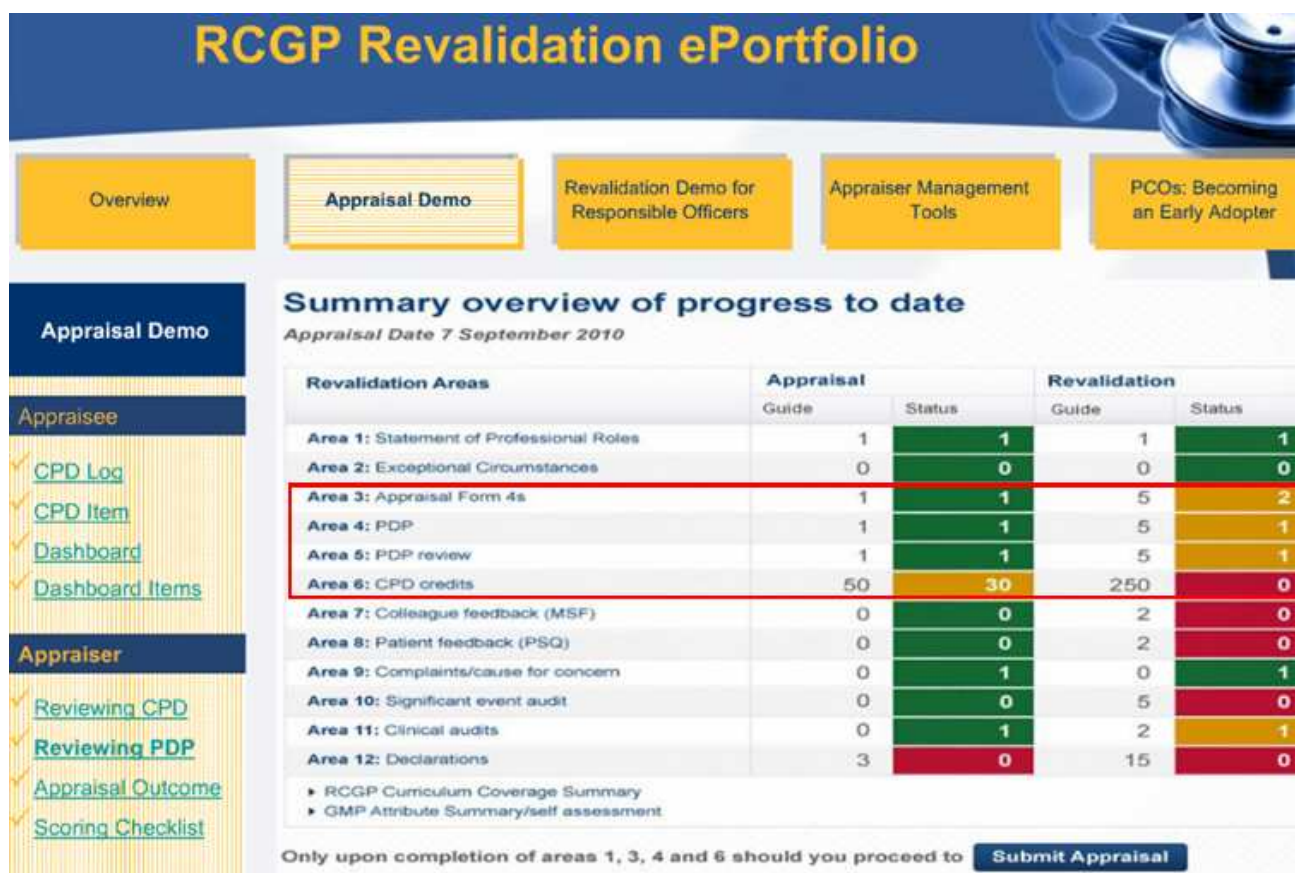 RCGP Revalidation ePortfolio
Overview
Appraisal Demo
Revalidation Demo for
Responsible Officers
Appraiser Management
Tools
PCOs: Becoming
an Early Adopter
Appraisal Demo
Appraisee
CPD Log
CPD Item
Dashboard
Dashboard Items
Appraiser
Reviewing CPD
Reviewing PDP
Appraisal Outcome
Scoring Checklist
Summary overview of progress to date
Appraisal Date 7 September 2010
Revalidation Areas Appraisal Revalidation
Guide Status Guide Status
Area 1: Statement of Professional Roles 1 1 1 1
Area 2: Exceptional Circumstances 0 0 0 0
Area 3: Appraisal Form 4s 1 1 5 2
Area 4: PDP 1 1 5 1
Area 5: PDP review 1 1 5 1
Area 6: CPD credits 50 30 250 0
Area 7: Colleague feedback (MSF) 0 0 2 0
Area 8: Patient feedback (PSQ) 0 0 2 0
Area 9: Complaints/cause for concern 0 1 0 1
Area 10: Significant event audit 0 0 5 0
Area 11: Clinical audits 0 1 2 1
Area 12: Declarations 3 0 15 0
RCGP Curriculum Coverage Summary
GMP Attribute Summary/self assessment
Only upon completion of areas 1, 3, 4 and 6 should you proceed to Submit Appraisal